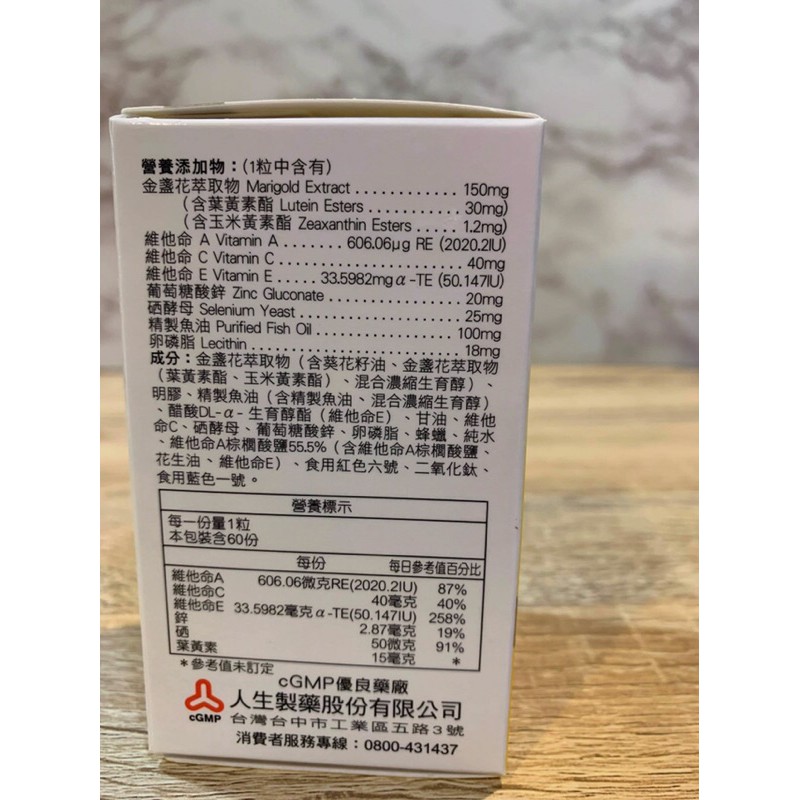 營養添加物：(1粒中含有)
金盞花萃取物 Marigold Extract ............ 150mg
(含葉黃素酯 Lutein Esters ............ 30mg)
(含玉米黃素酯 Zeaxanthin Esters ..... 1.2mg)
維他命 A Vitamin A ....... 606.06μg RE (2020.2IU)
維他命 C Vitamin C ........................ 40mg
維他命 E Vitamin E ..... 33.5982mgα-TE (50.147IU)
葡萄糖酸鋅 Zinc Gluconate .................. 20mg
硒酵母 Selenium Yeast ...................... 25mg
精製魚油 Purified Fish Oil ................. 100mg
卵磷脂 Lecithin ............................ 18mg
成分：金盞花萃取物（含葵花籽油、金盞花萃取物
（葉黃素酯、玉米黃素酯）、混合濃縮生育醇）、
明膠、精製魚油（含精製魚油、混合濃縮生育醇）
、醋酸DL-α-生育醇酯（維他命E）、甘油、維他
命C、硒酵母、葡萄糖酸鋅、卵磷脂、蜂蠟、純水
、維他命A棕櫚酸鹽55.5%（含維他命A棕櫚酸鹽、
花生油、維他命E）、食用紅色六號、二氧化鈦、
食用藍色一號。
營養標示
每一份量1粒
本包裝含60份
每份 每日參考值百分比
維他命A 606.06微克RE(2020.2IU) 87%
維他命C 40毫克 40%
維他命E 33.5982毫克α-TE(50.147IU) 258%
鋅 2.87毫克 19%
硒 50微克 91%
葉黃素 15毫克 *
*參考值未訂定
cGMP優良藥廠
cGMP 人生製藥股份有限公司
台灣台中市工業區五路3號
消費者服務專線：0800-431437